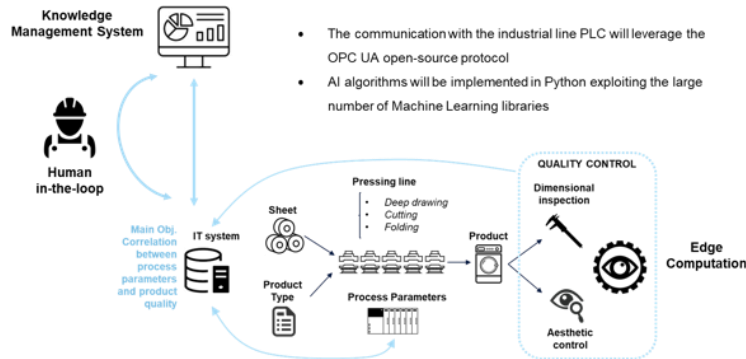 Knowledge
Management System
• The communication with the industrial line PLC will leverage the
OPC UA open-source protocol
• AI algorithms will be implemented in Python exploiting the large
number of Machine Learning libraries
Human
in-the-loop
QUALITY CONTROL
Dimensional
inspection
Pressing line
• Deep drawing
• Cutting
• Folding
Main Obj.
Correlation
between
process
parameters
and product
quality
IT system
Sheet
Product
Edge
Computation
Product
Type
Process Parameters
Aesthetic
control